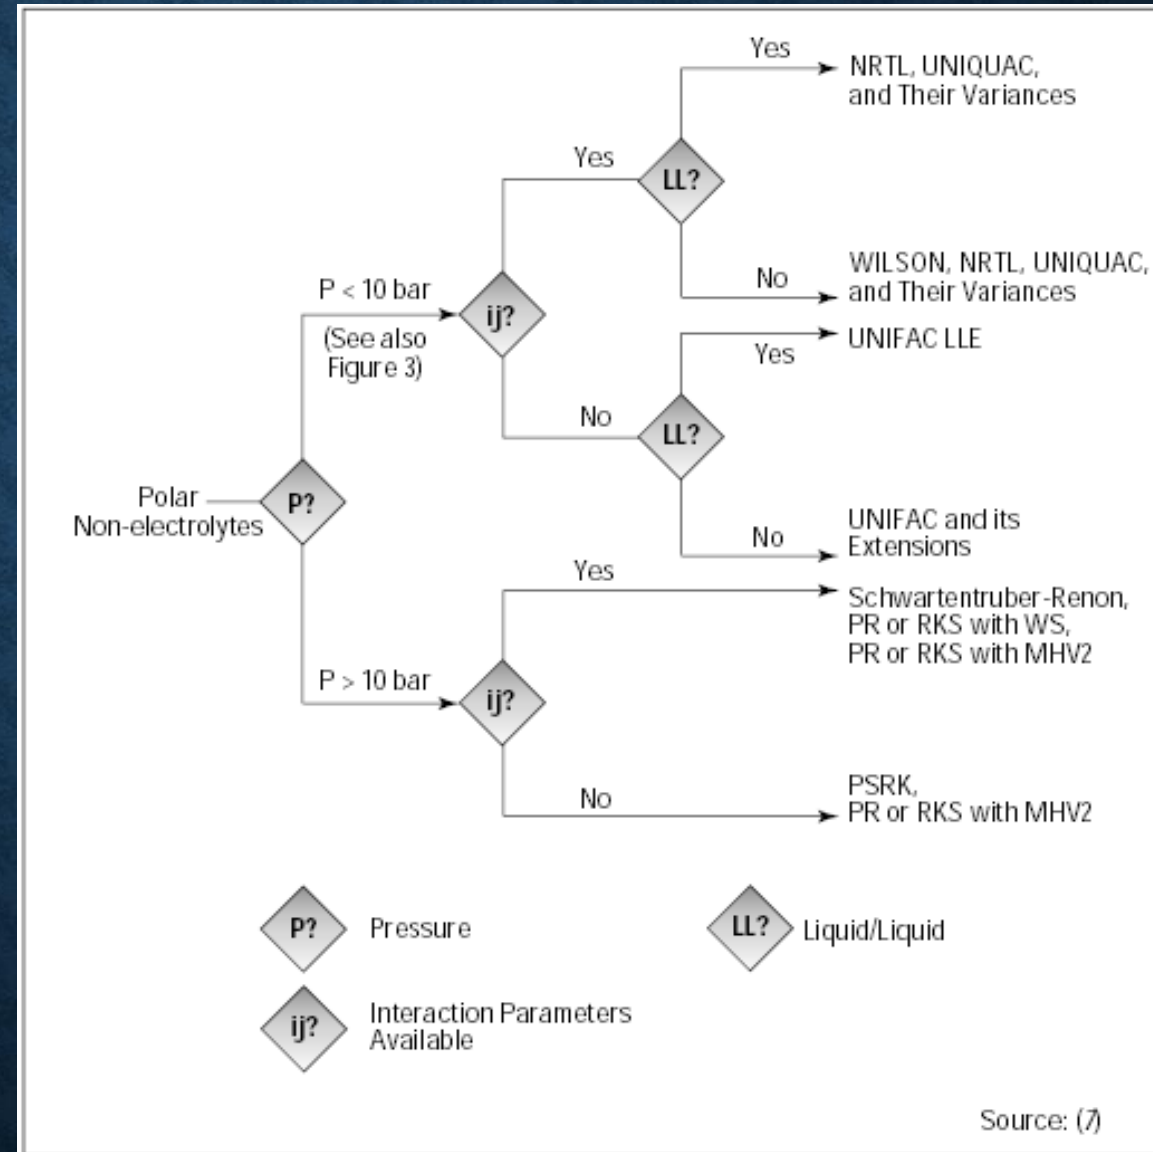 Yes
NRTL, UNIQUAC,
and Their Variances
Yes
LL?
No
WILSON, NRTL, UNIQUAC,
and Their Variances
P < 10 bar
(See also
Figure 3)
ij?
Yes
UNIFAC LLE
No
LL?
No
UNIFAC and its
Extensions
Polar
Non-electrolytes
P?
Yes
Schwartentruber-Renon,
PR or RKS with WS,
PR or RKS with MHV2
P > 10 bar
ij?
No
PSRK,
PR or RKS with MHV2
P?
Pressure
LL?
Liquid/Liquid
ij?
Interaction Parameters
Available
Source: (7)